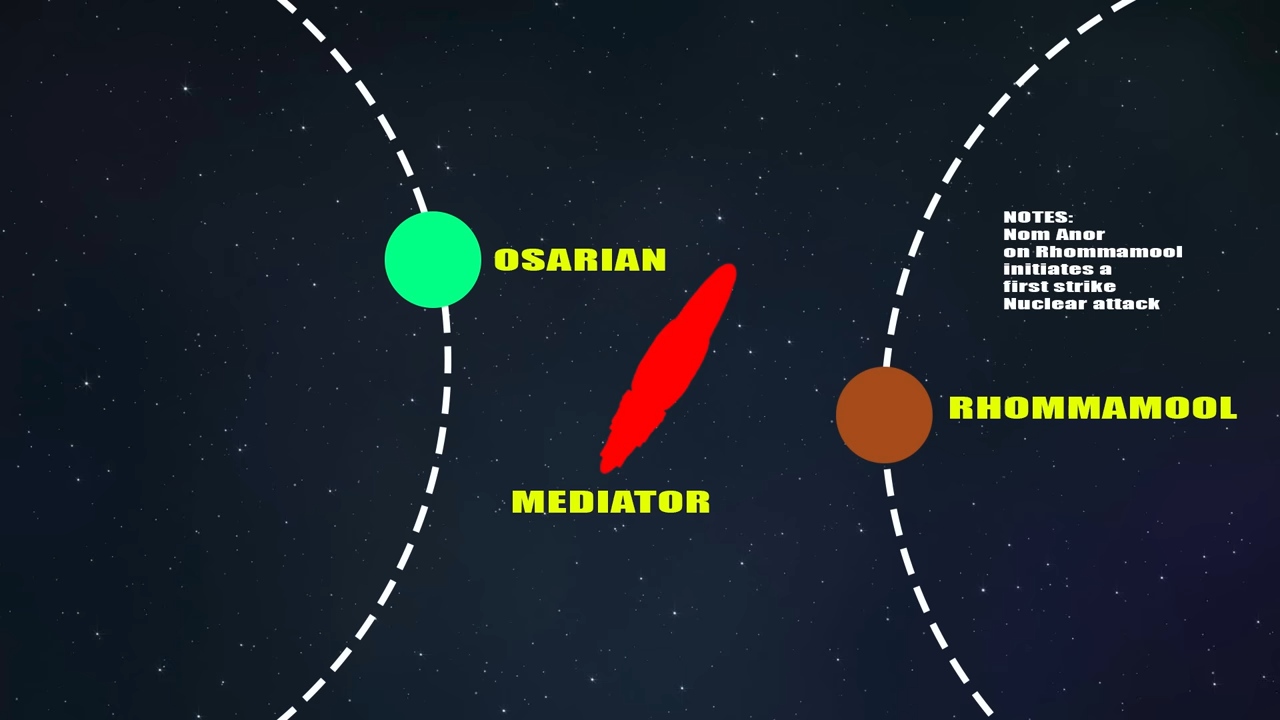 OSARIAN
MEDIATOR
NOTES:
Nom Anor
on Rhommamool
initiates a
first strike
Nuclear attack
RHOMMAMOOL